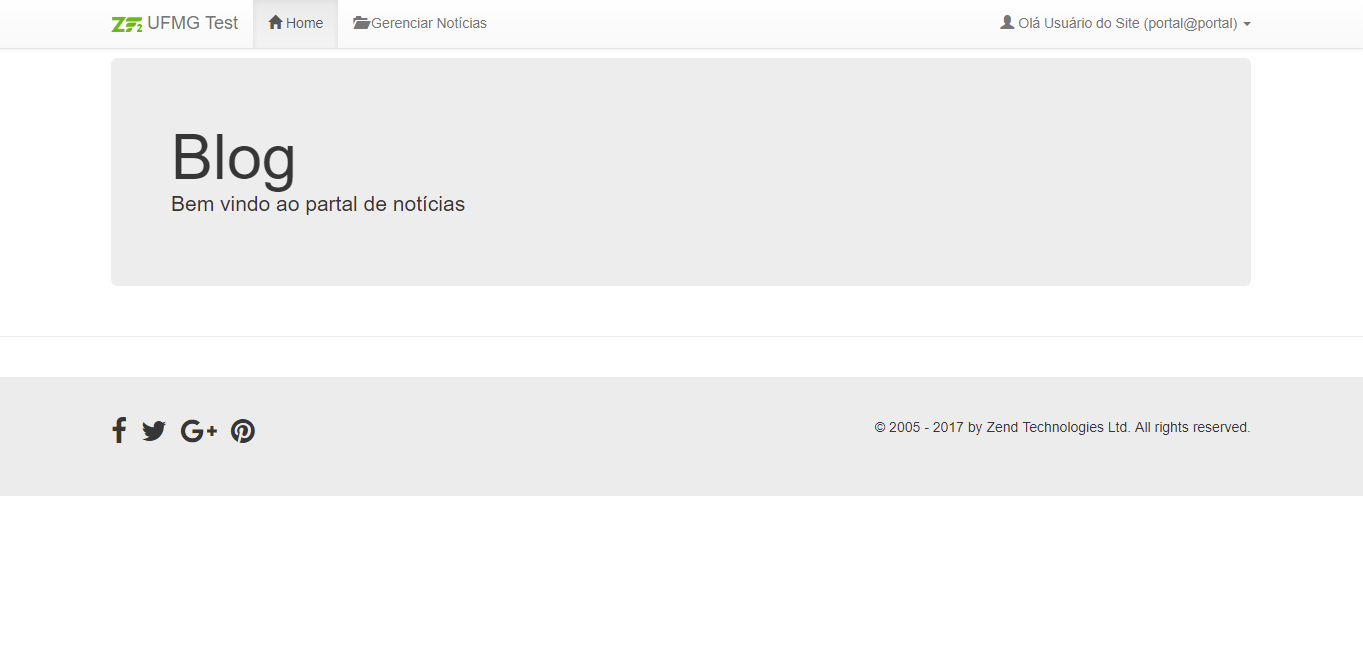 ZF2 UFMG Test Home Gerenciar Notícias Olá Usuário do Site (portal@portal)
Blog
Bem vindo ao partal de notícias
© 2005 - 2017 by Zend Technologies Ltd. All rights reserved.